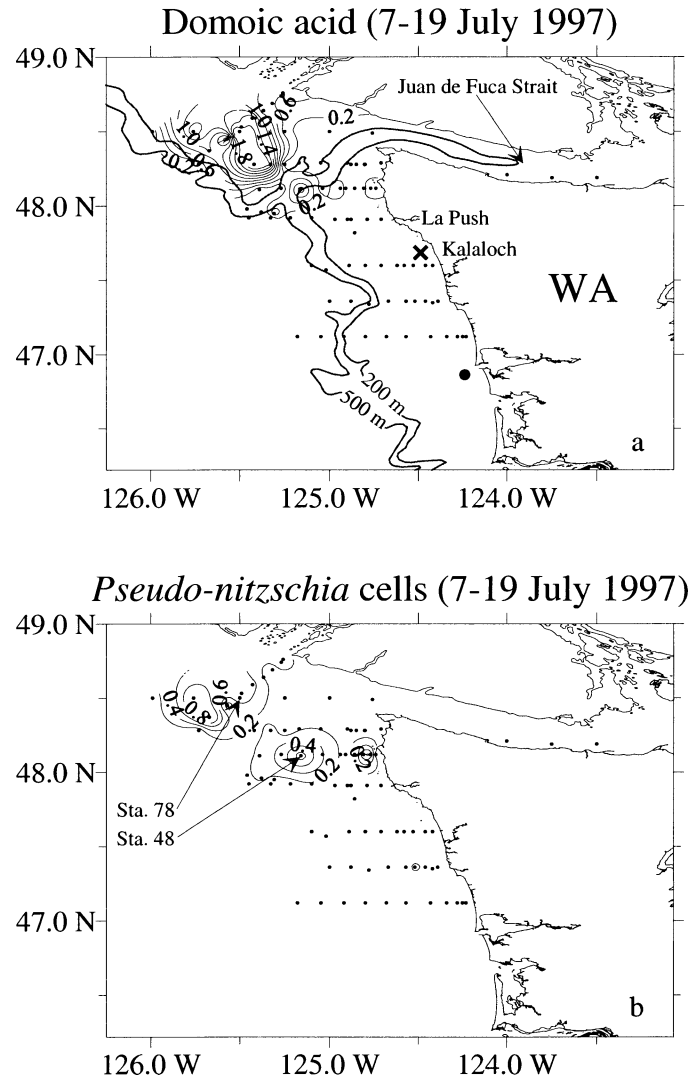 Domoic acid (7-19 July 1997)
49.0 N
Juan de Fuca Strait
0.6
1.0
0.2
1.0
1.4
1.8
0.2
0.6
48.0 N
0.2
La Push
Kalaloch
WA
47.0 N
200 m
500 m
a
126.0 W
125.0 W
124.0 W
Pseudo-nitzschia cells (7-19 July 1997)
49.0 N
0.4
0.6
0.8
0.2
0.4
0.2
48.0 N
Sta. 78
Sta. 48
47.0 N
b
126.0 W
125.0 W
124.0 W